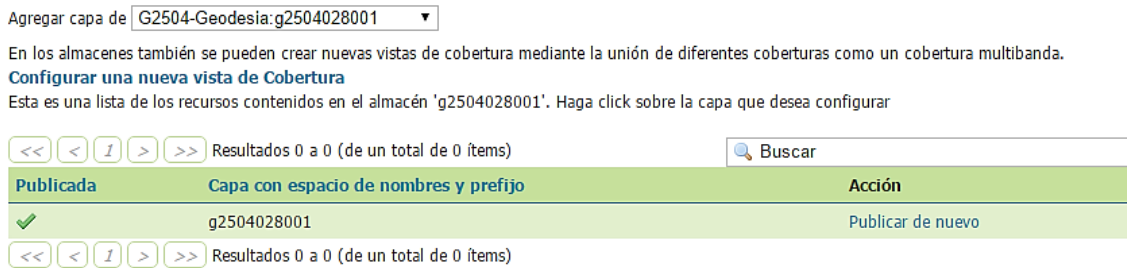 Agregar capa de G2504-Geodesia:g2504028001
En los almacenes también se pueden crear nuevas vistas de cobertura mediante la unión de diferentes coberturas como un cobertura multibanda.
Configurar una nueva vista de Cobertura
Esta es una lista de los recursos contenidos en el almacén 'g2504028001'. Haga click sobre la capa que desea configurar
<< < 1 > >> Resultados 0 a 0 (de un total de 0 ítems) Buscar
Publicada Capa con espacio de nombres y prefijo Acción
g2504028001 Publicar de nuevo
<< < 1 > >> Resultados 0 a 0 (de un total de 0 ítems)